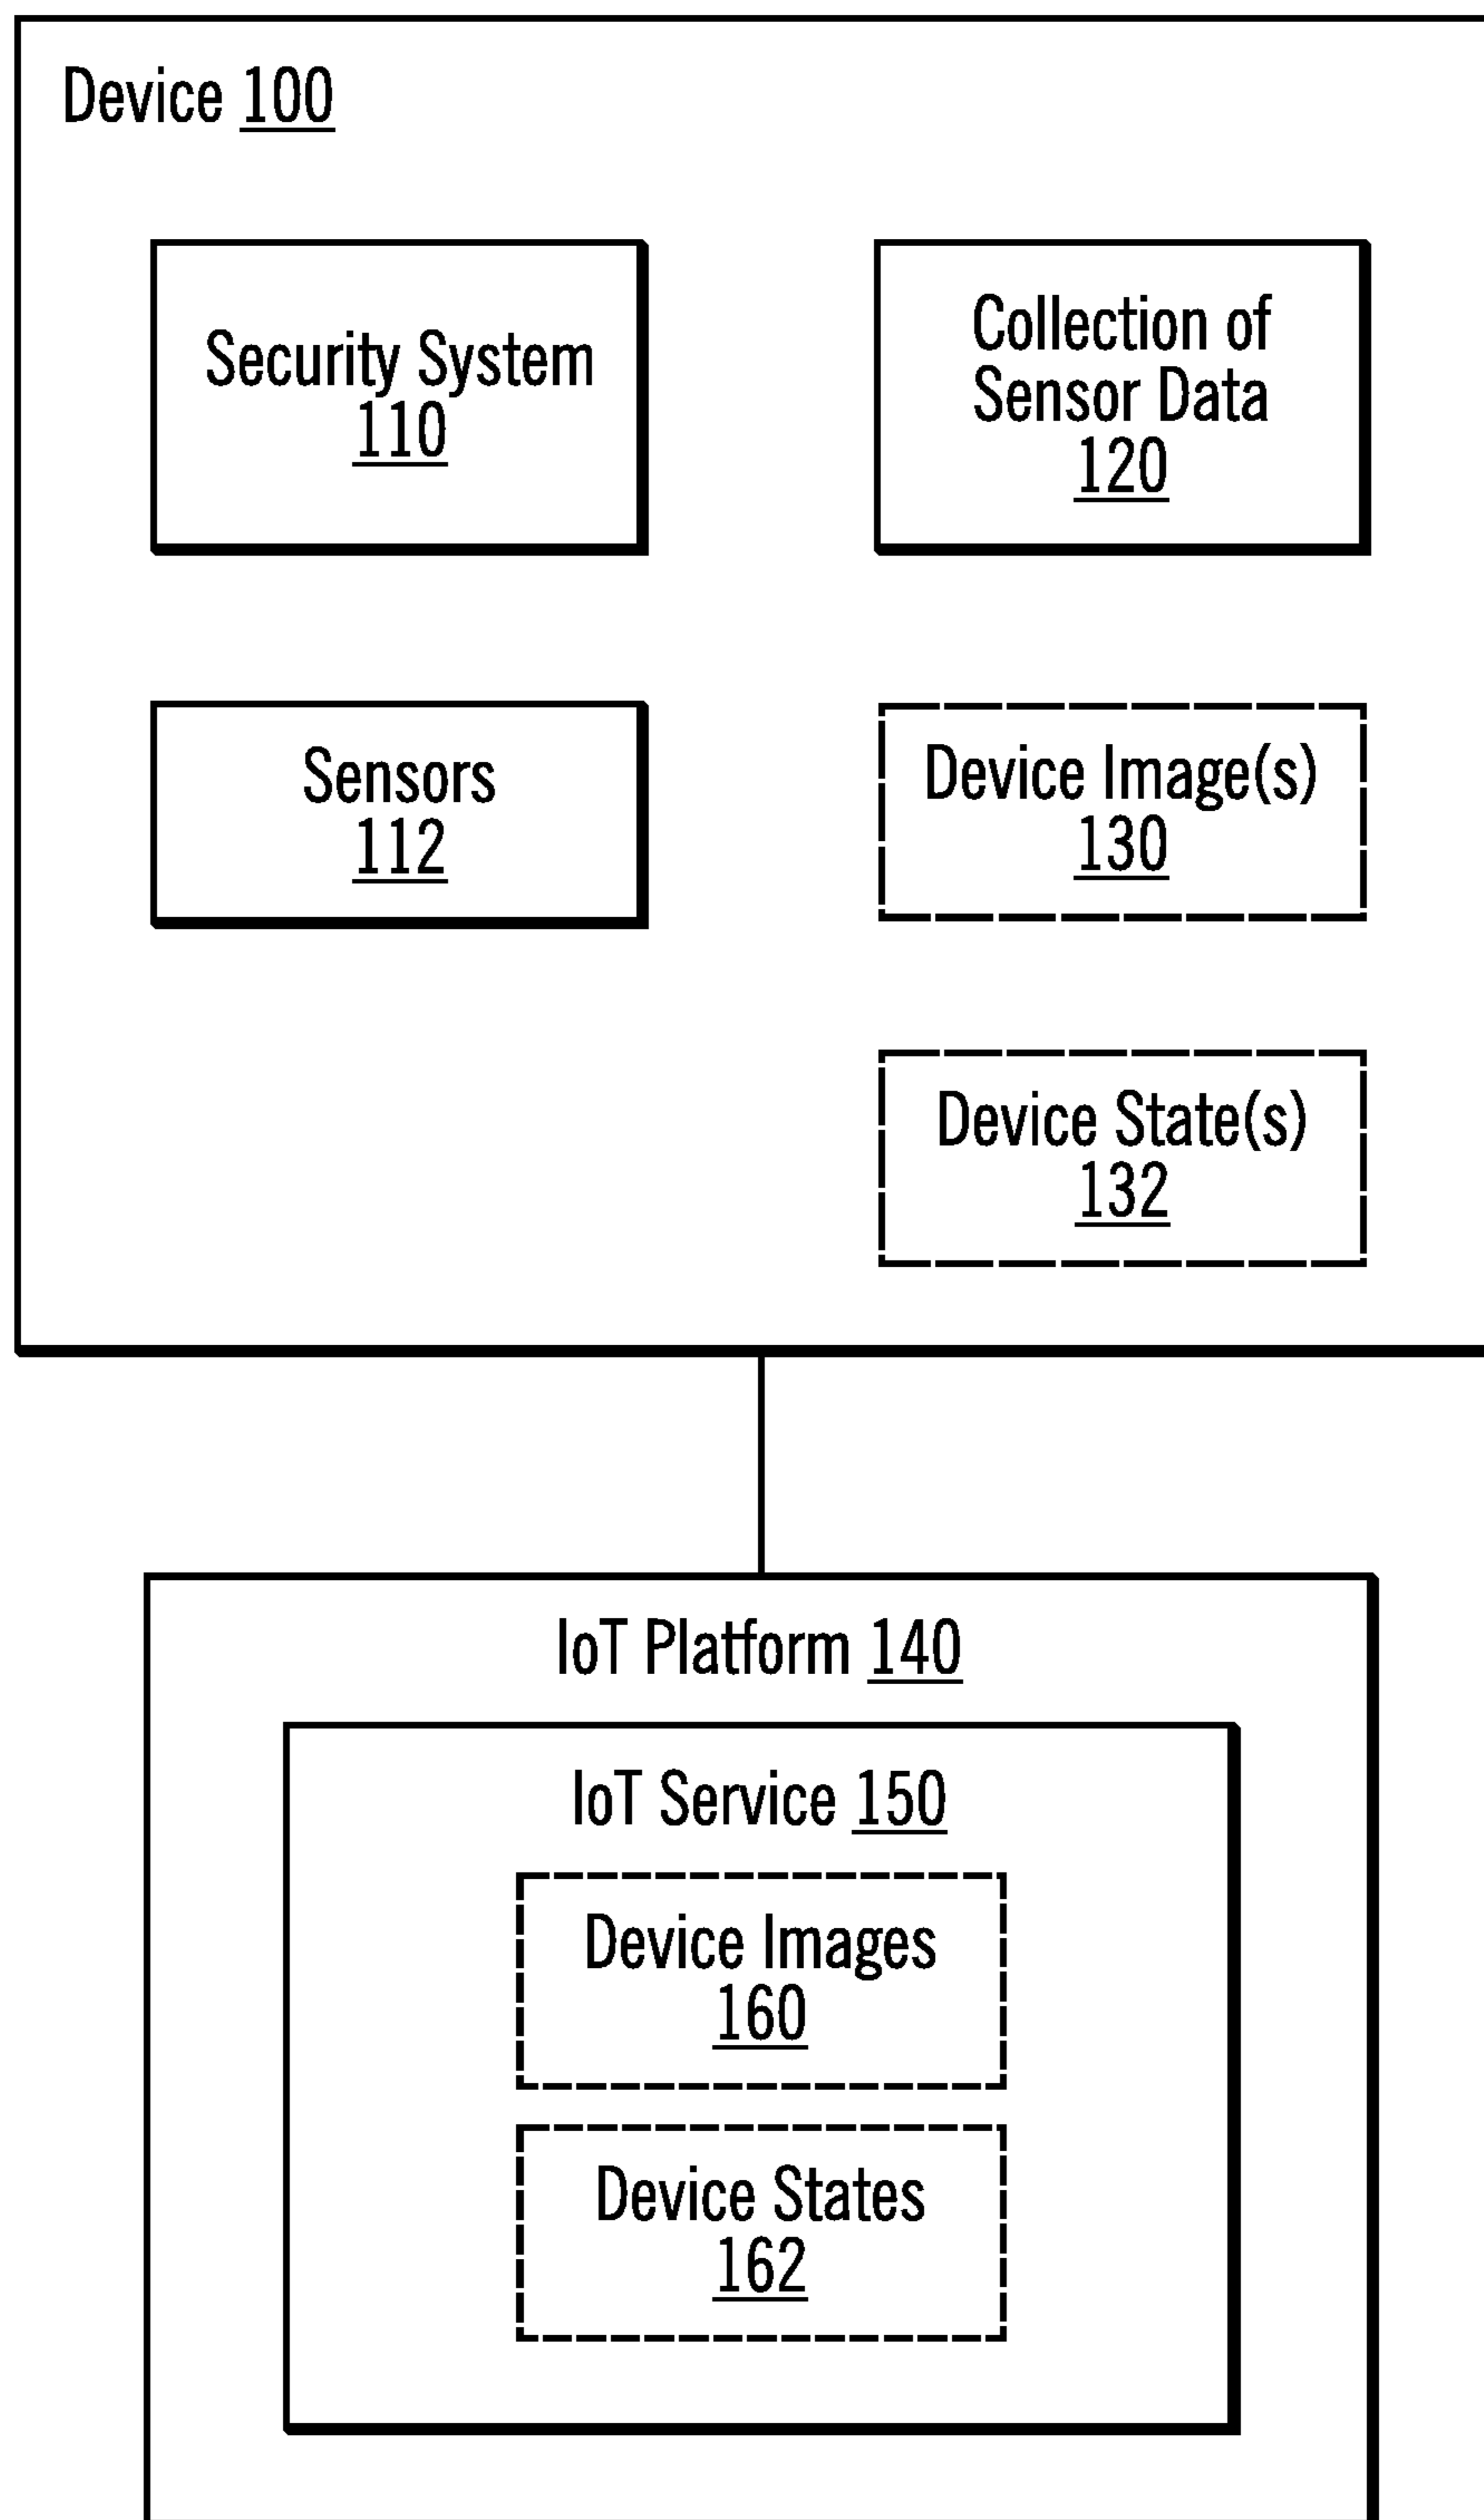 Device 100
Security System
110
Collection of
Sensor Data
120
Sensors
112
Device Image(s)
130
Device State(s)
132
IoT Platform 140
IoT Service 150
Device Images
160
Device States
162